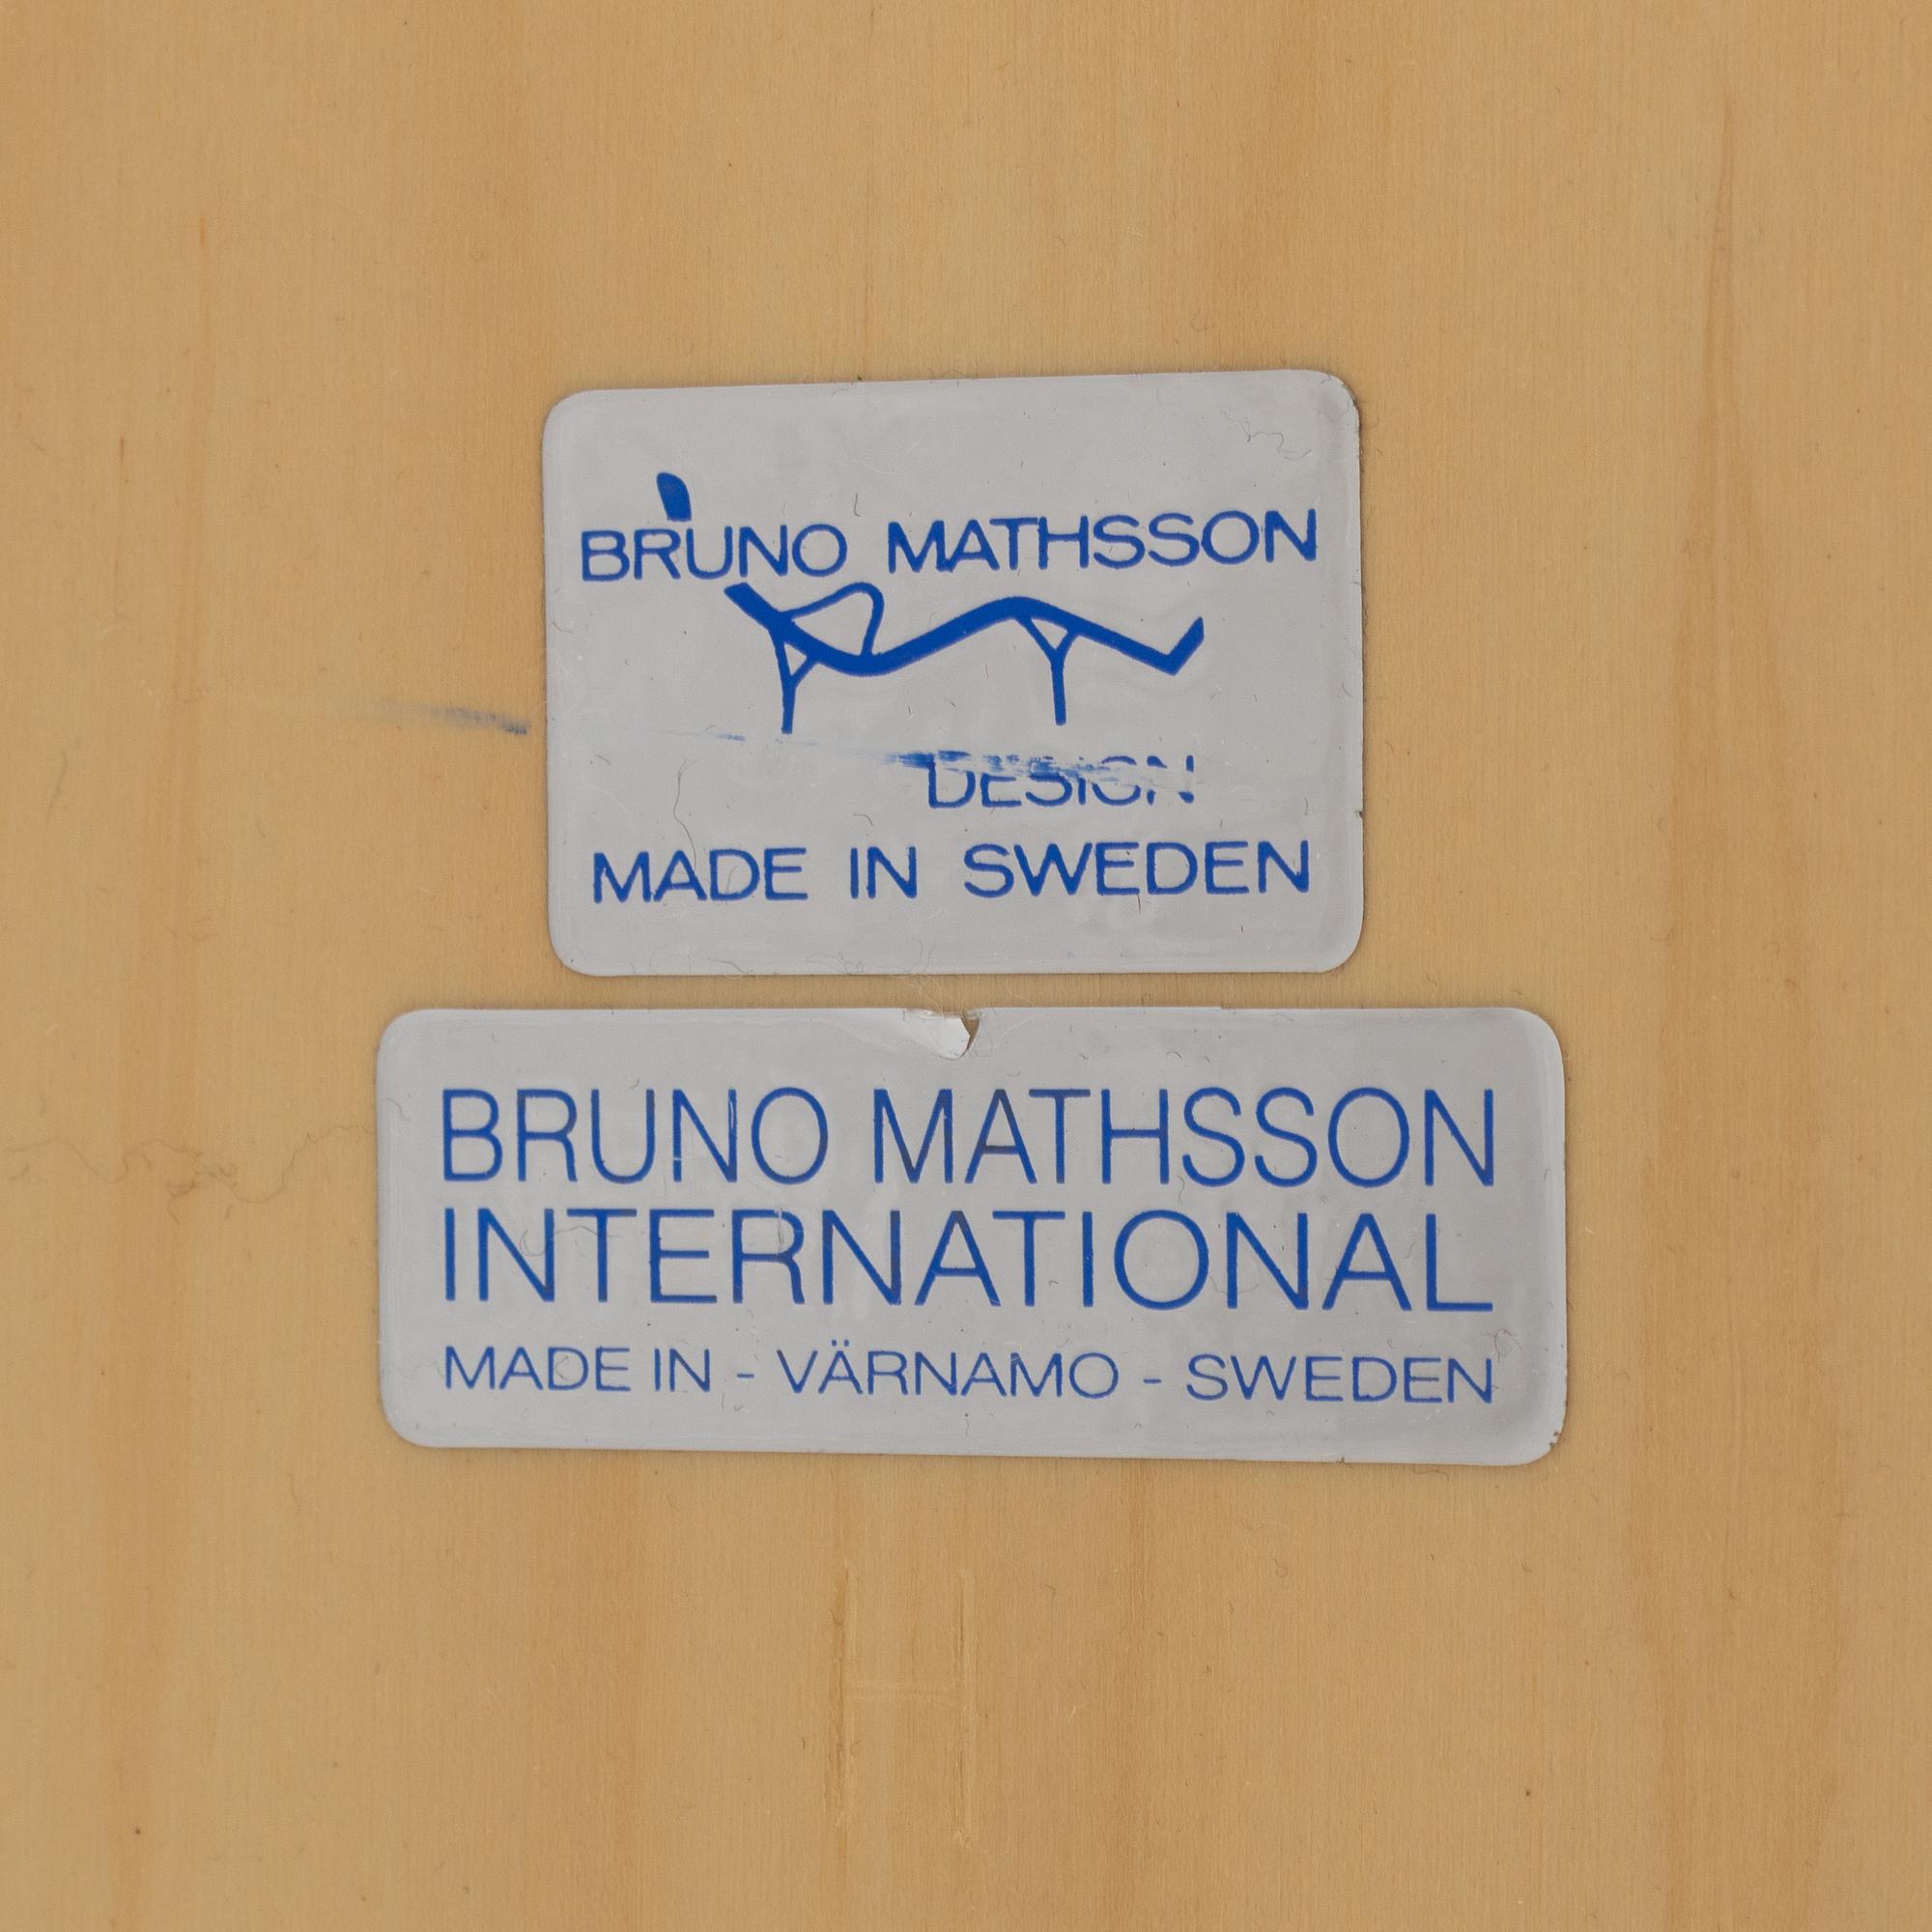 BRUNO MATHSSON
DESIGN
MADE IN SWEDEN
BRUNO MATHSSON
INTERNATIONAL
MADE IN - VÄRNAMO - SWEDEN